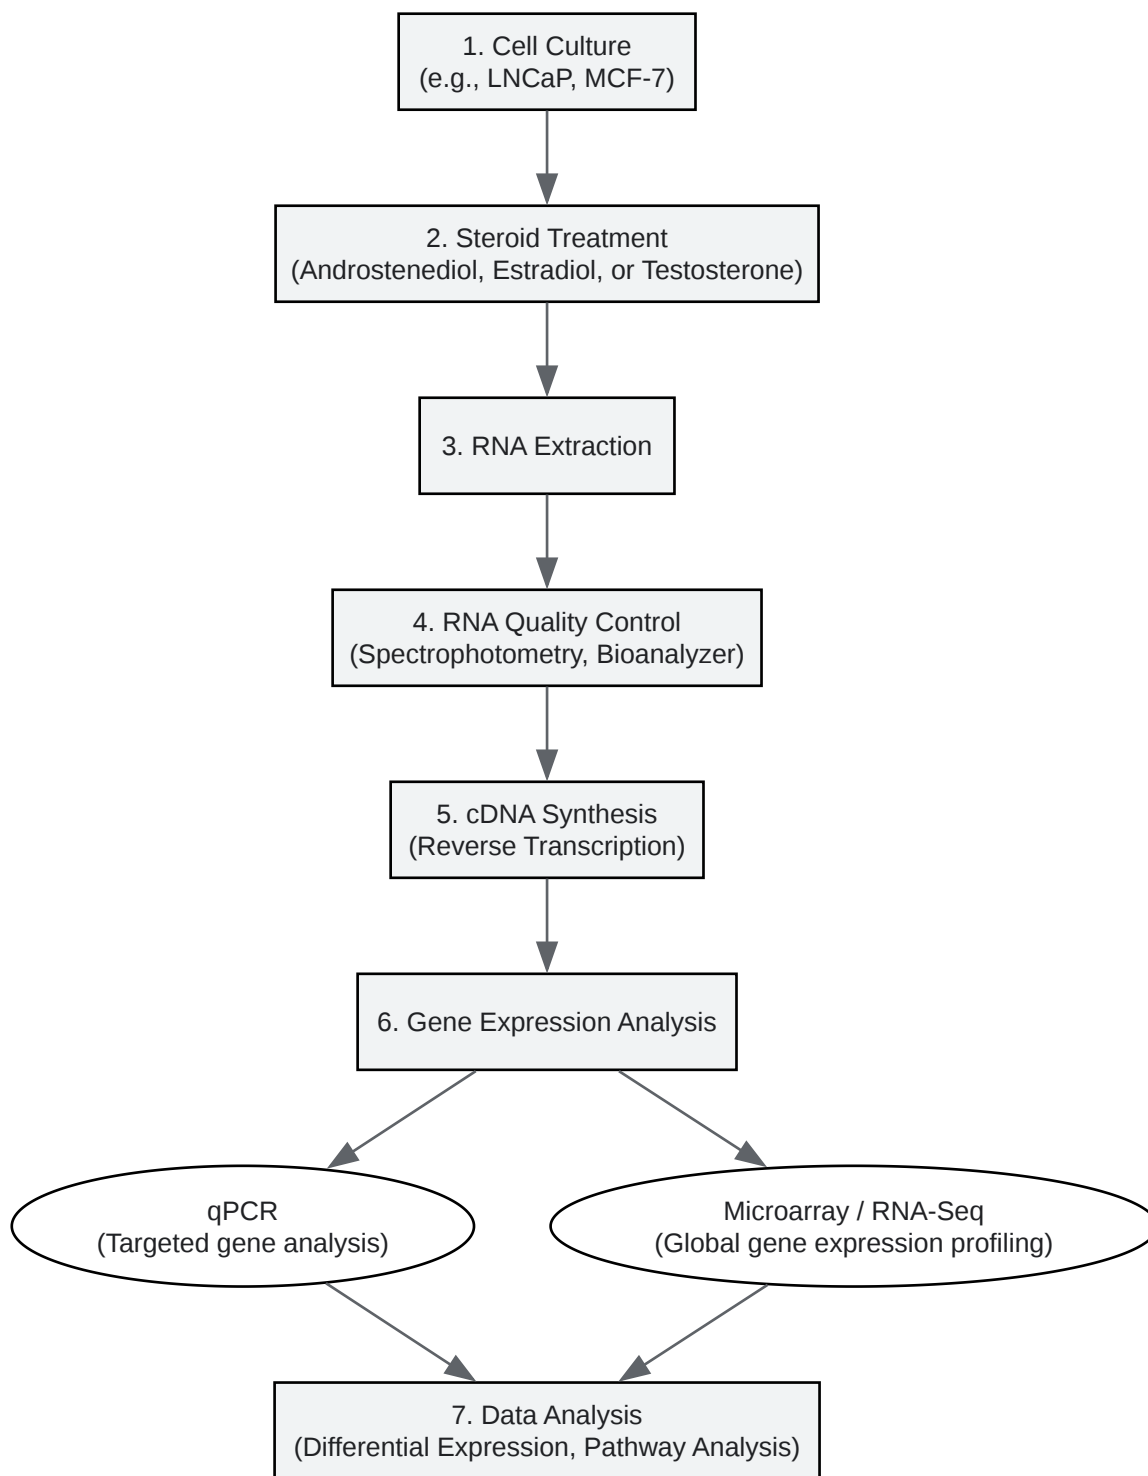 1. Cell Culture
(e.g., LNCaP, MCF-7)
2. Steroid Treatment
(Androstenediol, Estradiol, or Testosterone)
3. RNA Extraction
4. RNA Quality Control
(Spectrophotometry, Bioanalyzer)
5. cDNA Synthesis
(Reverse Transcription)
6. Gene Expression Analysis
qPCR
(Targeted gene analysis)
Microarray / RNA-Seq
(Global gene expression profiling)
7. Data Analysis
(Differential Expression, Pathway Analysis)